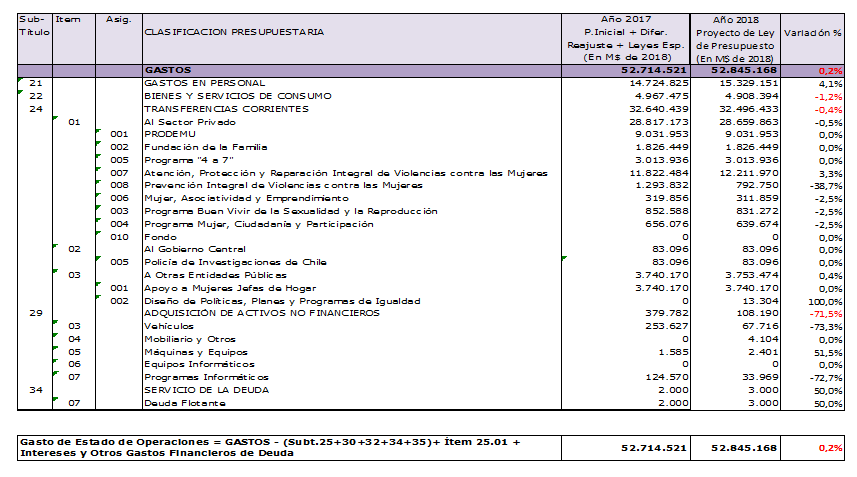 Sub-Título Item Asig. CLASIFICACION PRESUPUESTARIA Año 2017 P.Inicial + Difer. Reajuste + Leyes Esp. (En M$ de 2018) Año 2018 Proyecto de Ley de Presupuesto (En M$ de 2018) Variación %
GASTOS 52.714.521 52.845.168 0,2%
21 GASTOS EN PERSONAL 14.724.825 15.329.151 4,1%
22 BIENES Y SERVICIOS DE CONSUMO 4.967.475 4.908.394 -1,2%
24 TRANSFERENCIAS CORRIENTES 32.640.439 32.496.433 -0,4%
01 Al Sector Privado 28.817.173 28.659.863 -0,5%
001 PRODEMU 9.031.953 9.031.953 0,0%
002 Fundación de la Familia 1.826.449 1.826.449 0,0%
005 Programa "4 a 7" 3.013.936 3.013.936 0,0%
007 Atención, Protección y Reparación Integral de Violencias contra las Mujeres 11.822.484 12.211.970 3,3%
008 Prevención Integral de Violencias contra las Mujeres 1.293.832 792.750 -38,7%
006 Mujer, Asociatividad y Emprendimiento 319.856 311.859 -2,5%
003 Programa Buen Vivir de la Sexualidad y la Reproducción 852.588 831.272 -2,5%
004 Programa Mujer, Ciudadanía y Participación 656.076 639.674 -2,5%
010 Fondo 0 0 0,0%
02 Al Gobierno Central 83.096 83.096 0,0%
005 Policía de Investigaciones de Chile 83.096 83.096 0,0%
03 A Otras Entidades Públicas 3.740.170 3.753.474 0,4%
001 Apoyo a Mujeres Jefas de Hogar 3.740.170 3.740.170 0,0%
002 Diseño de Políticas, Planes y Programas de Igualdad 0 13.304 100,0%
29 ADQUISICIÓN DE ACTIVOS NO FINANCIEROS 379.782 108.190 -71,5%
03 Vehículos 253.627 67.716 -73,3%
04 Mobiliario y Otros 0 4.104 0,0%
05 Máquinas y Equipos 1.585 2.401 51,5%
06 Equipos Informáticos 0 0 0,0%
07 Programas Informáticos 124.570 33.969 -72,7%
34 SERVICIO DE LA DEUDA 2.000 3.000 50,0%
07 Deuda Flotante 2.000 3.000 50,0%
Gasto de Estado de Operaciones = GASTOS - (Subt.25+30+32+34+35)+ Ítem 25.01 +
Intereses y Otros Gastos Financieros de Deuda 52.714.521 52.845.168 0,2%